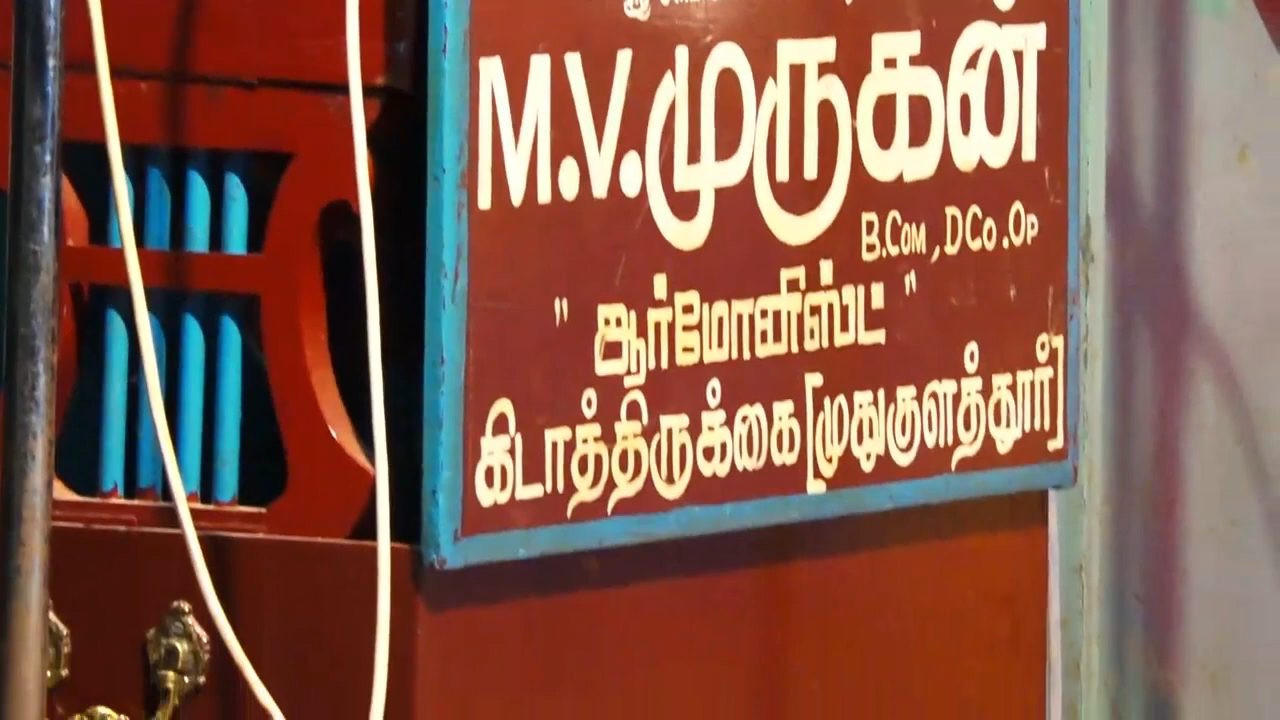 M.V.முருகன்
B.COM, DCO.OP
" ஆர்மோனிஸ்ட் "
கிடாத்திருக்கை [முதுகுளத்தூர்]